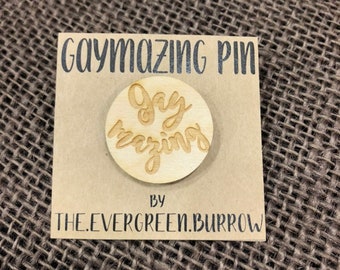 GAYMAZING PIN
gay
mazing
BY
THE.EVERGREEN.BURROW